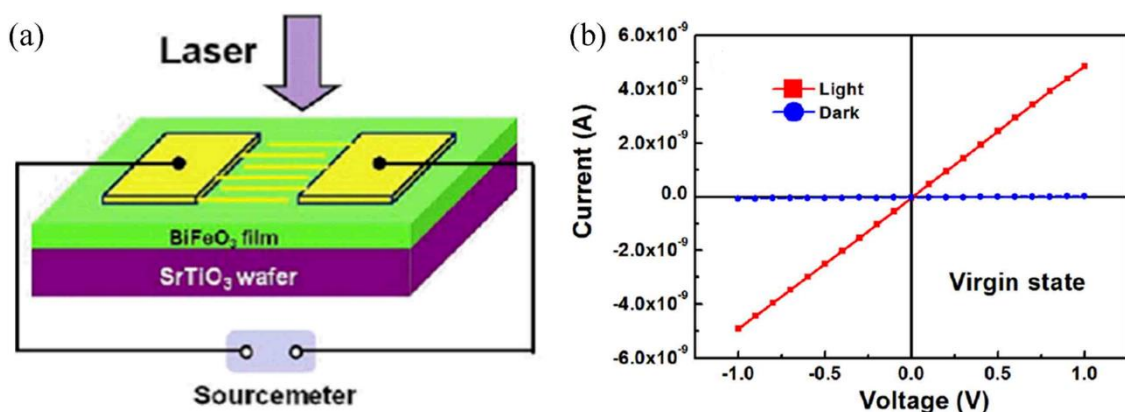 (a)
Laser
BiFeO₃ film
SrTiO₃ wafer
Sourcemeter
(b)
Current (A)
6.0x10⁻⁹
4.0x10⁻⁹
2.0x10⁻⁹
0.0
-2.0x10⁻⁹
-4.0x10⁻⁹
-6.0x10⁻⁹
Light
Dark
Virgin state
-1.0 -0.5 0.0 0.5 1.0
Voltage (V)